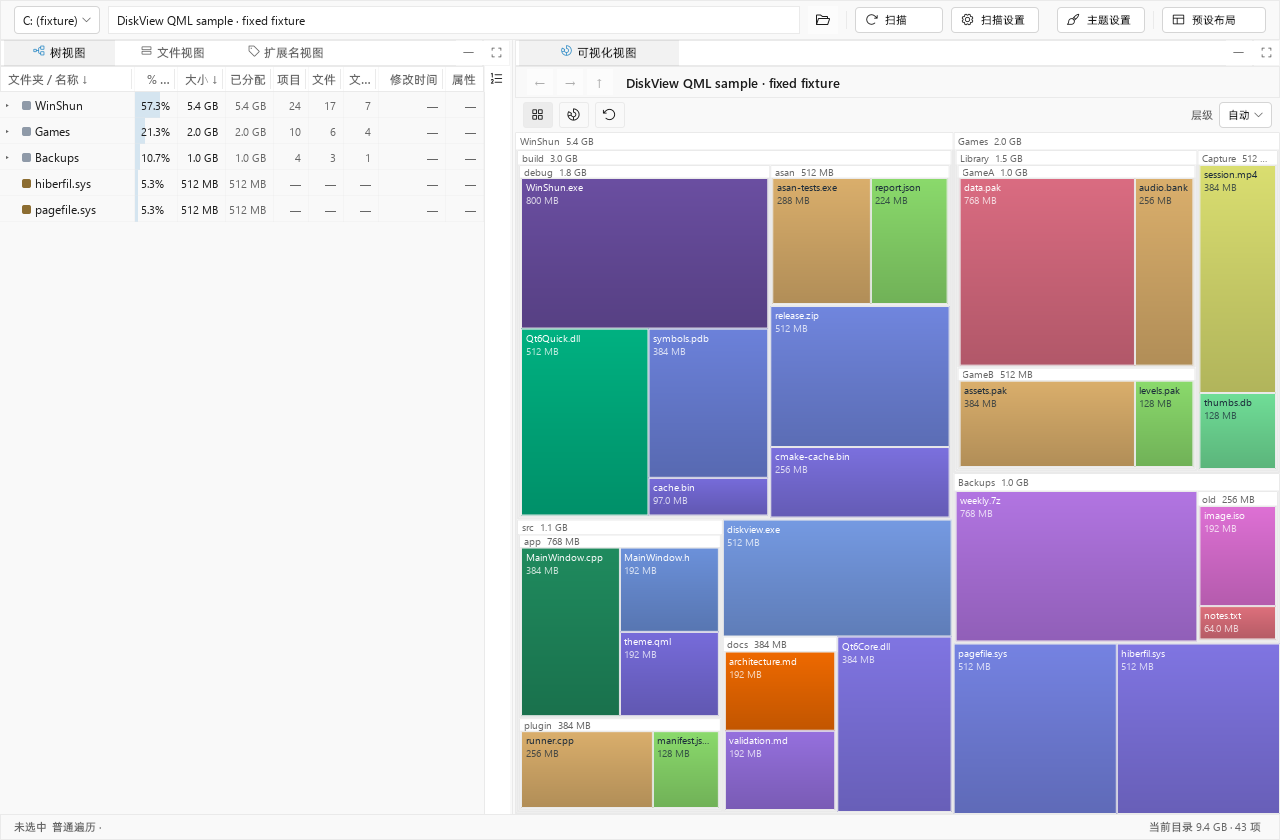 C: (fixture) DiskView QML sample · fixed fixture 扫描 扫描设置 主题设置 预设布局
树视图 文件视图 扩展名视图
文件夹 / 名称 ↓ % ... 大小 ↓ 已分配 项目 文件 文... 修改时间 属性
WinShun 57.3% 5.4 GB 5.4 GB 24 17 7 — —
Games 21.3% 2.0 GB 2.0 GB 10 6 4 — —
Backups 10.7% 1.0 GB 1.0 GB 4 3 1 — —
hiberfil.sys 5.3% 512 MB 512 MB — — — — —
pagefile.sys 5.3% 512 MB 512 MB — — — — —
可视化视图
← → ↑ DiskView QML sample · fixed fixture
层级 自动
WinShun 5.4 GB
build 3.0 GB
debug 1.8 GB
WinShun.exe
800 MB
Qt6Quick.dll
512 MB
symbols.pdb
384 MB
cache.bin
97.0 MB
asan 512 MB
asan-tests.exe
288 MB
report.json
224 MB
release.zip
512 MB
cmake-cache.bin
256 MB
src 1.1 GB
app 768 MB
MainWindow.cpp
384 MB
MainWindow.h
192 MB
theme.qml
192 MB
plugin 384 MB
runner.cpp
256 MB
manifest.js...
128 MB
diskview.exe
512 MB
docs 384 MB
architecture.md
192 MB
validation.md
192 MB
Qt6Core.dll
384 MB
Games 2.0 GB
Library 1.5 GB
GameA 1.0 GB
data.pak
768 MB
audio.bank
256 MB
GameB 512 MB
assets.pak
384 MB
levels.pak
128 MB
Capture 512 ...
session.mp4
384 MB
thumbs.db
128 MB
Backups 1.0 GB
weekly.7z
768 MB
old 256 MB
image.iso
192 MB
notes.txt
64.0 MB
pagefile.sys
512 MB
hiberfil.sys
512 MB
未选中 普通遍历 ·
当前目录 9.4 GB · 43 项